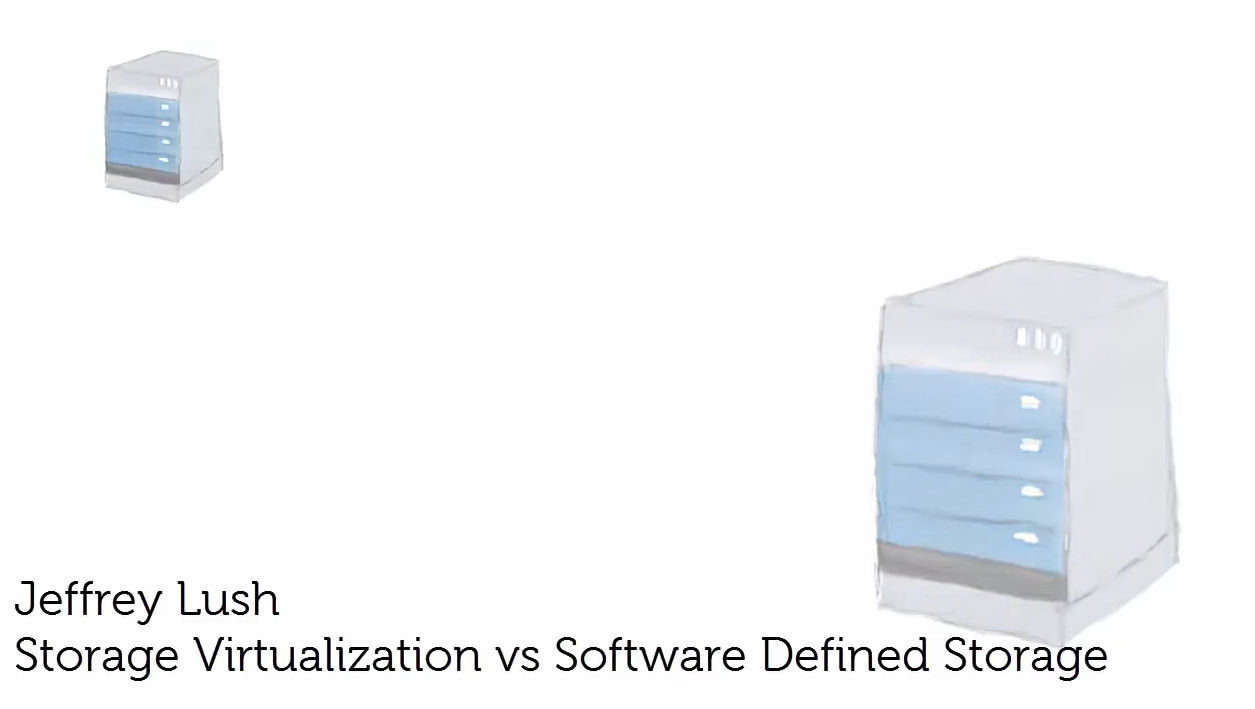 Jeffrey Lush
Storage Virtualization vs Software Defined Storage